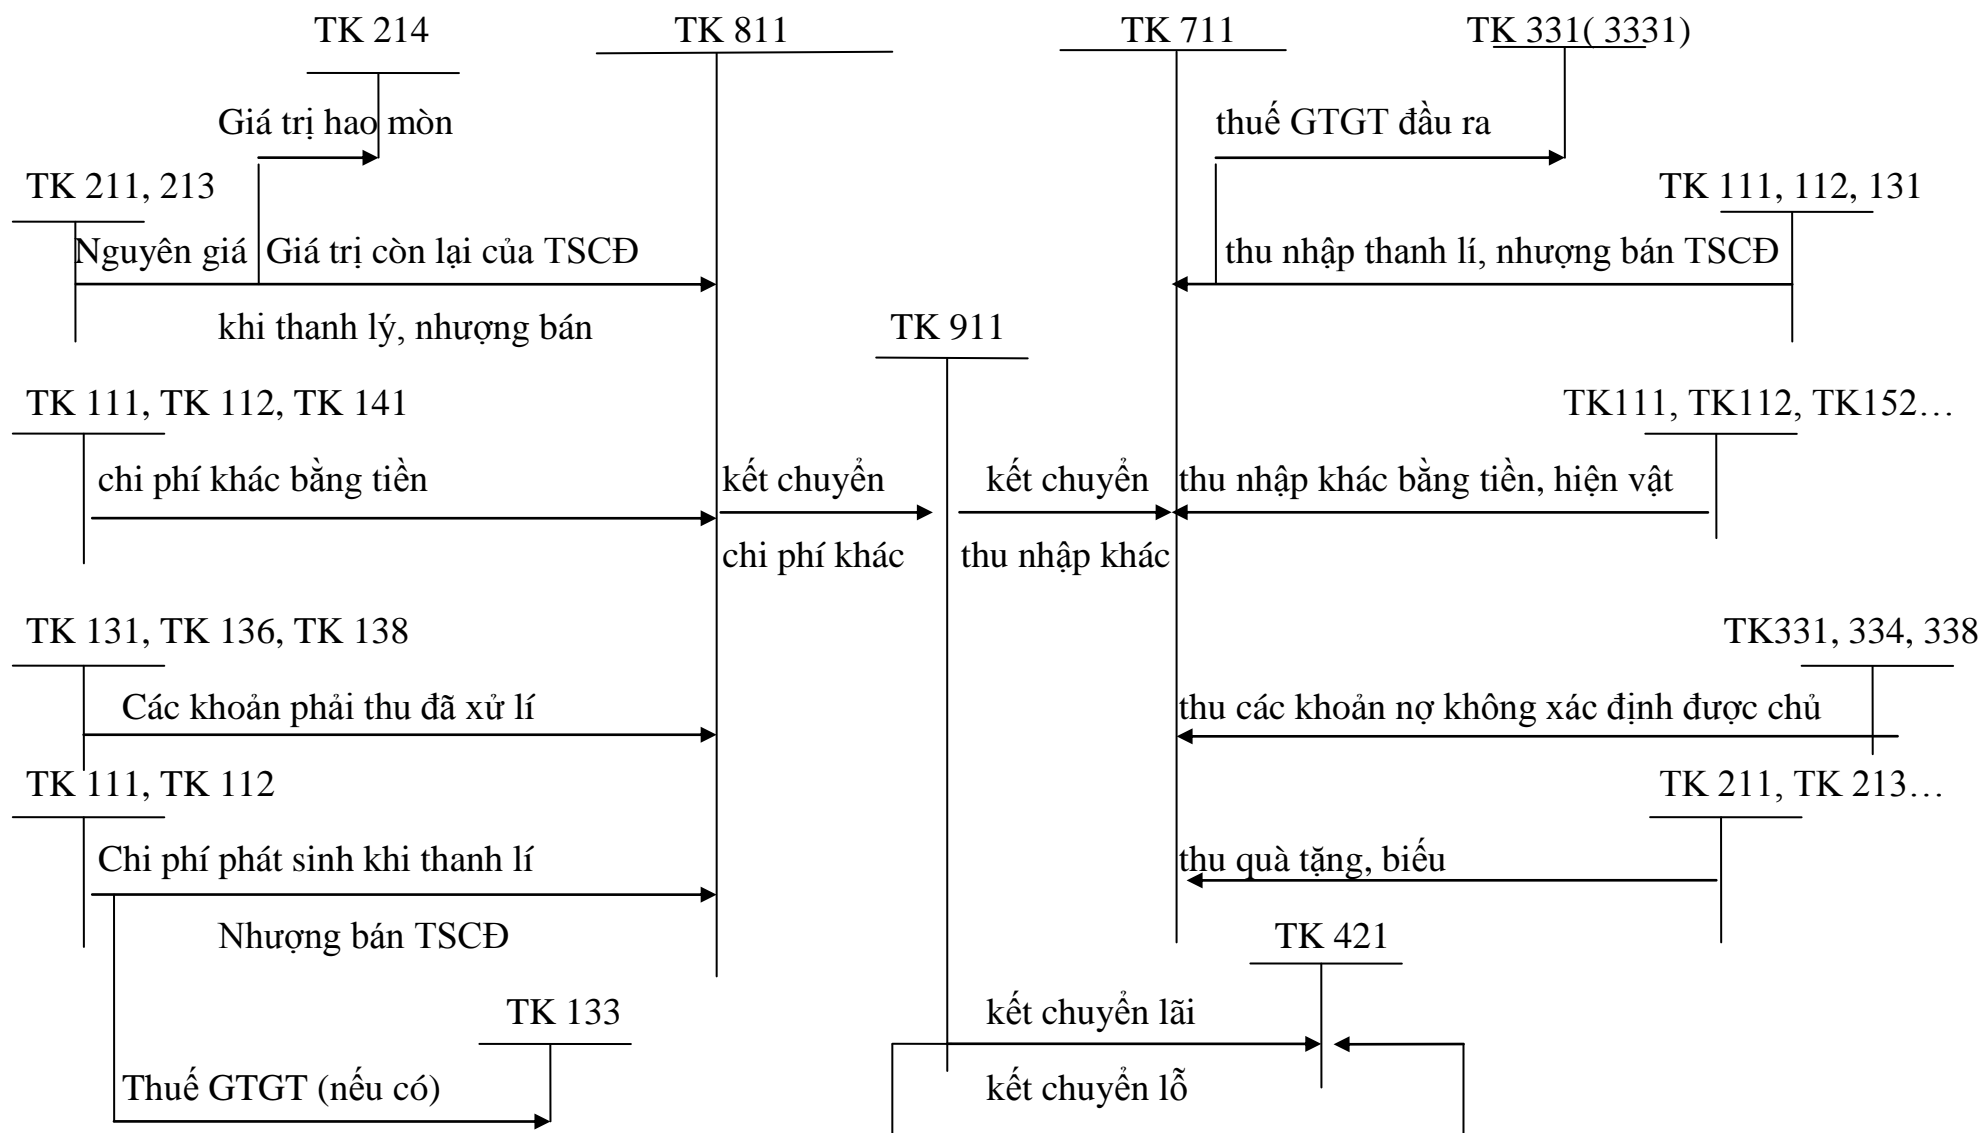 TK 214
TK 811
TK 711
TK 331( 3331)
Giá trị hao mòn
thuế GTGT đầu ra
TK 211, 213
TK 111, 112, 131
Nguyên giá
Giá trị còn lại của TSCĐ
thu nhập thanh lí, nhượng bán TSCĐ
khi thanh lý, nhượng bán
TK 911
TK 111, TK 112, TK 141
TK111, TK112, TK152…
chi phí khác bằng tiền
kết chuyển
kết chuyển
thu nhập khác bằng tiền, hiện vật
chi phí khác
thu nhập khác
TK 131, TK 136, TK 138
TK331, 334, 338
Các khoản phải thu đã xử lí
thu các khoản nợ không xác định được chủ
TK 111, TK 112
TK 211, TK 213…
Chi phí phát sinh khi thanh lí
thu quà tặng, biếu
Nhượng bán TSCĐ
TK 421
TK 133
kết chuyển lãi
Thuế GTGT (nếu có)
kết chuyển lỗ